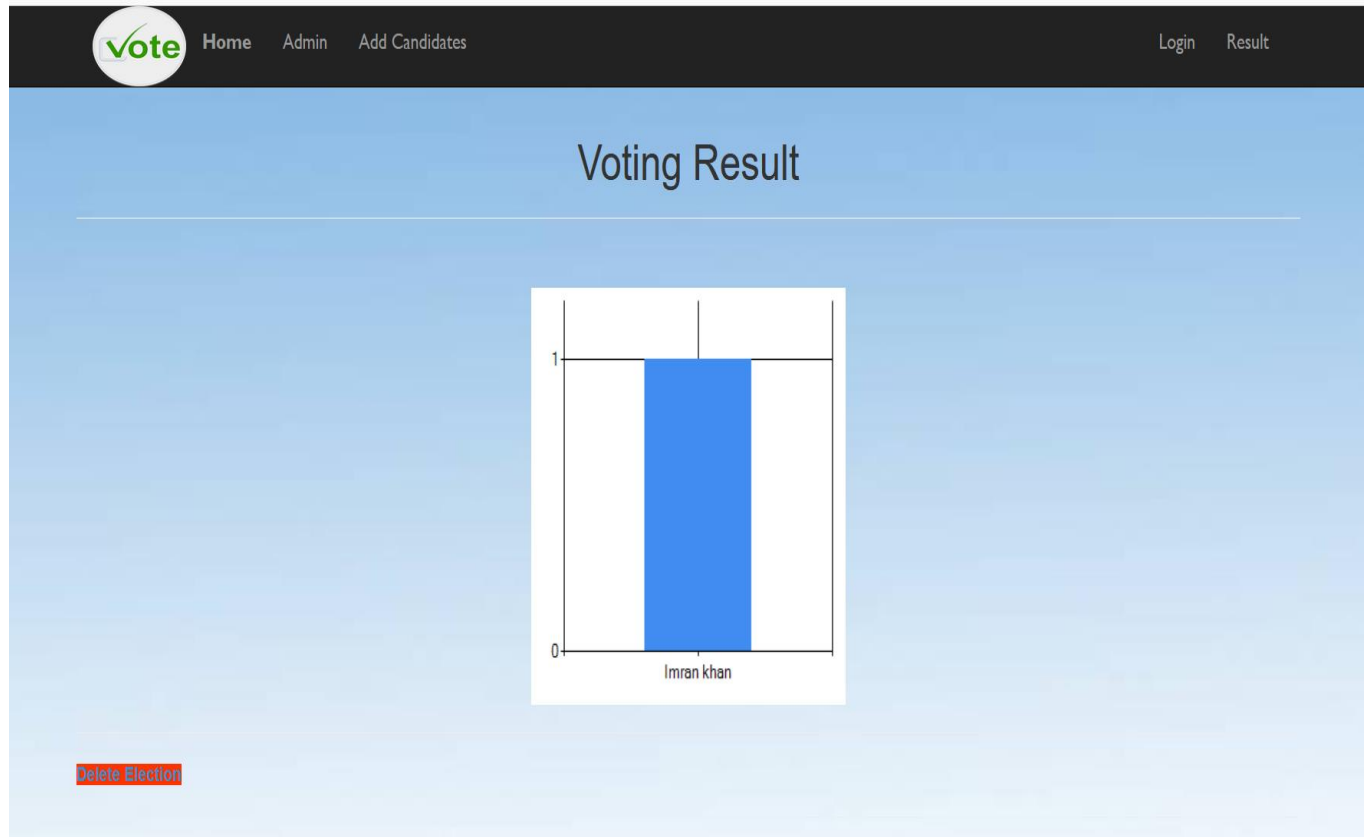 vote Home Admin Add Candidates Login Result
Voting Result
1
0
Imran khan
Delete Election